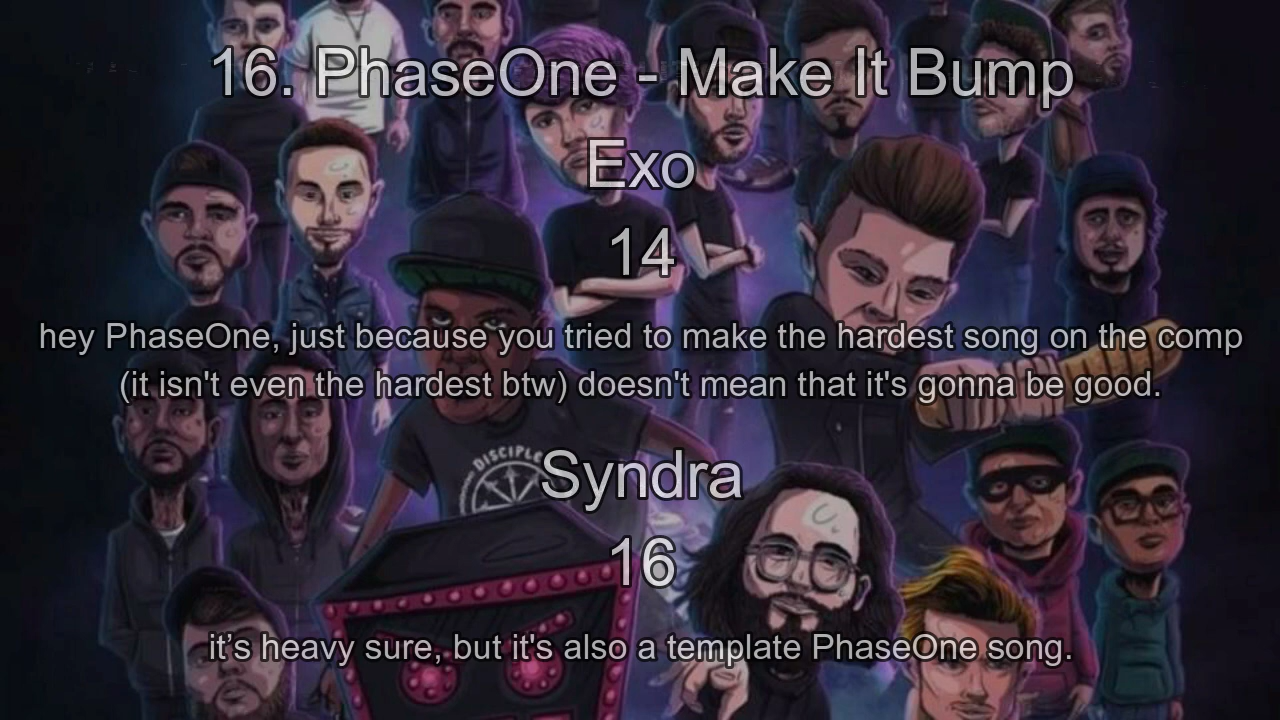 16. PhaseOne - Make It Bump
Exo
14
hey PhaseOne, just because you tried to make the hardest song on the comp
(it isn't even the hardest btw) doesn't mean that it's gonna be good.
DISCIPLE
Syndra
16
it’s heavy sure, but it's also a template PhaseOne song.